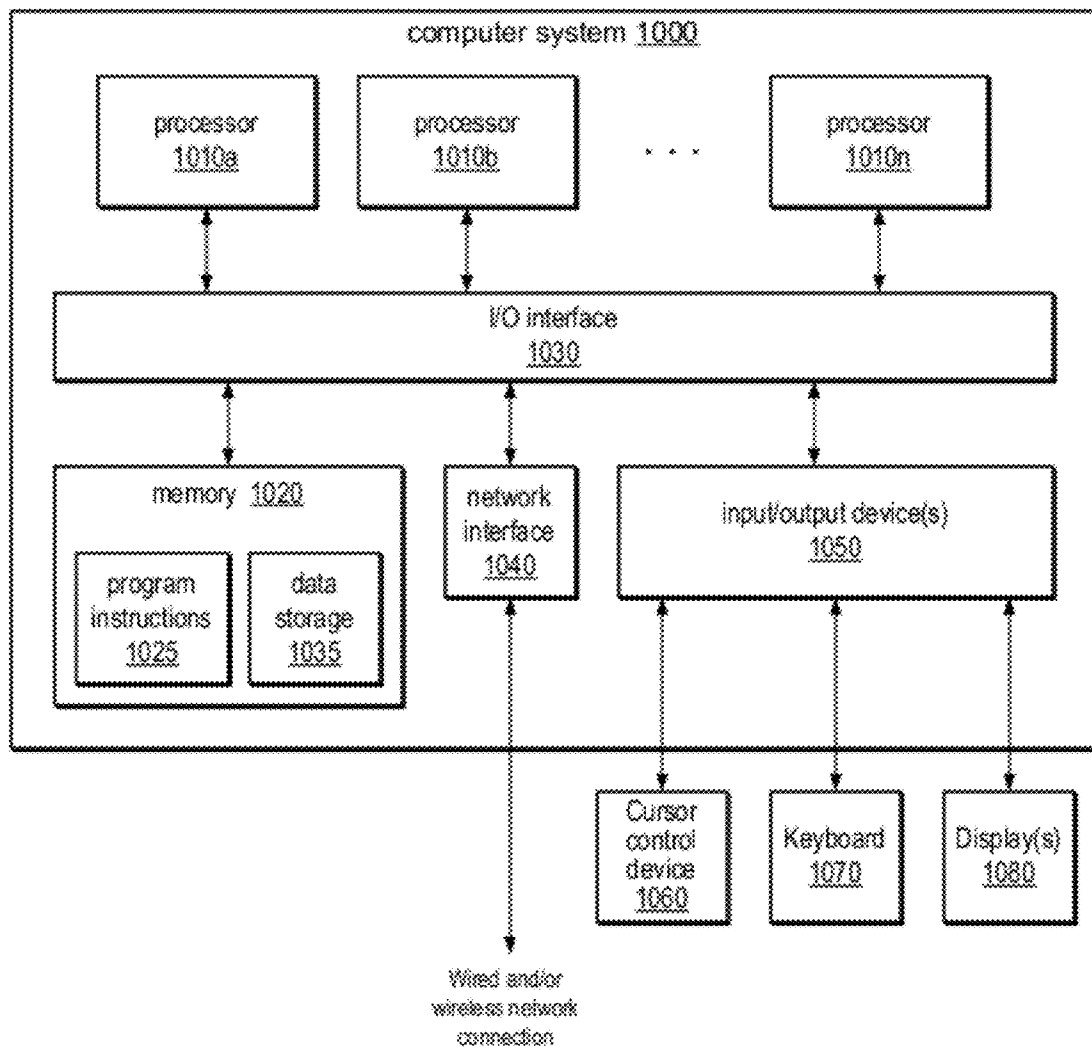 computer system 1000
processor
1010a
processor
1010b
. . .
processor
1010n
I/O interface
1030
memory 1020
program
instructions
1025
data
storage
1035
network
interface
1040
input/output device(s)
1050
Cursor
control
device
1060
Keyboard
1070
Display(s)
1080
Wired and/or
wireless network
connection